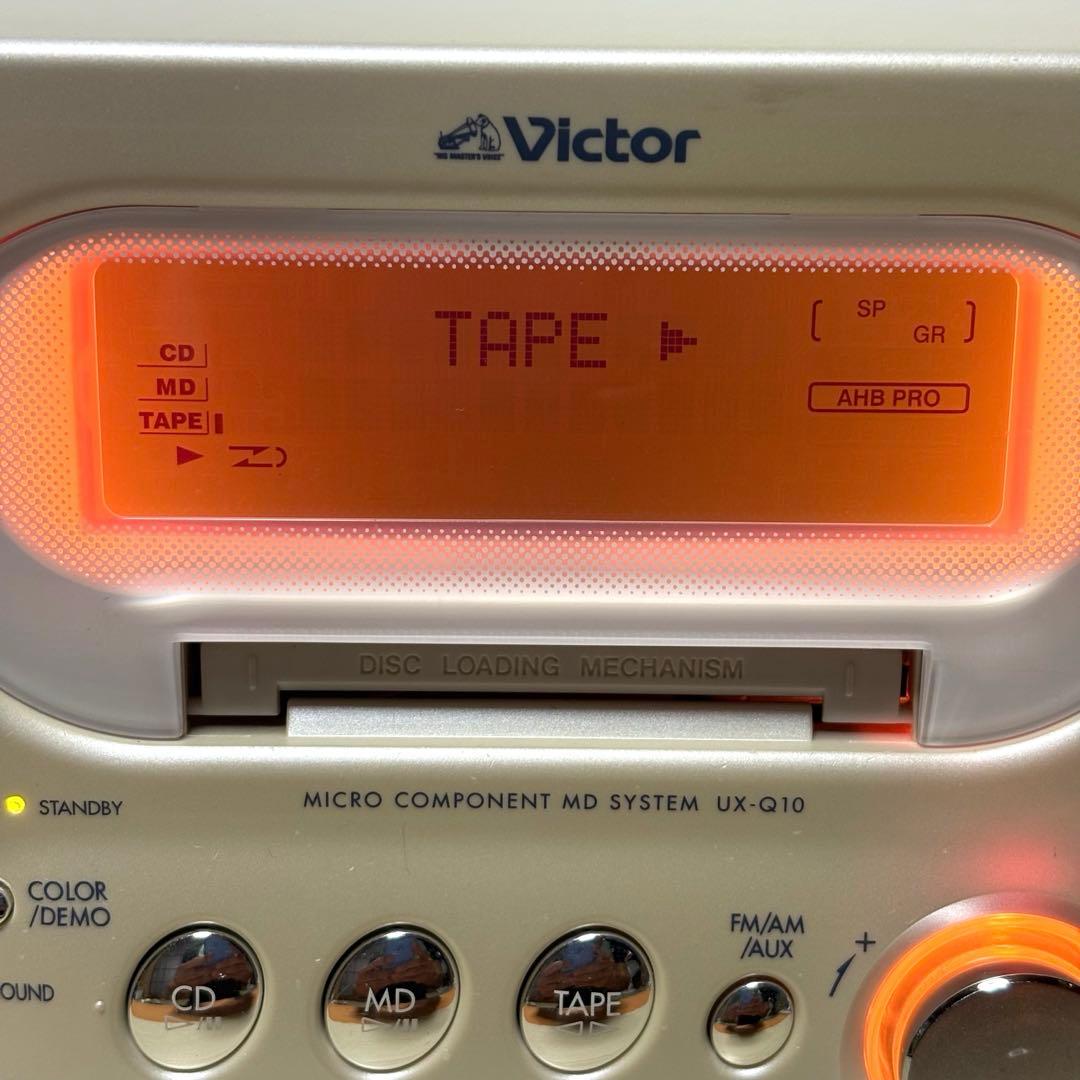 "HIS MASTER'S VOICE"
Victor
TAPE
SP
GR
CD
MD
TAPE
AHB PRO
DISC LOADING MECHANISM
STANDBY
MICRO COMPONENT MD SYSTEM UX-Q10
COLOR
/DEMO
OUND
CD
MD
TAPE
FM/AM
/AUX
+